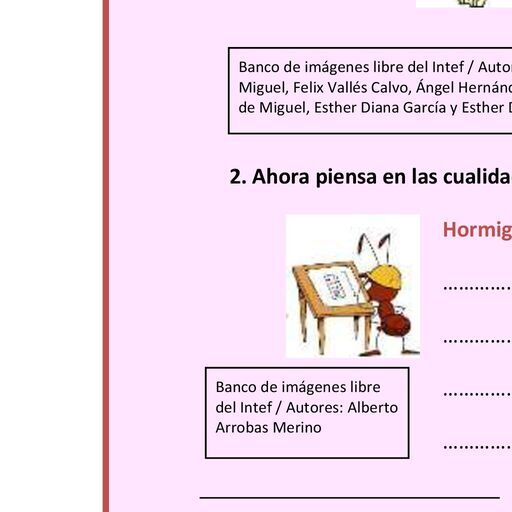 Banco de imágenes libre del Intef / Autor
Miguel, Felix Vallés Calvo, Ángel Hernánd
de Miguel, Esther Diana García y Esther D
2. Ahora piensa en las cualida
Hormig
Banco de imágenes libre
del Intef / Autores: Alberto
Arrobas Merino